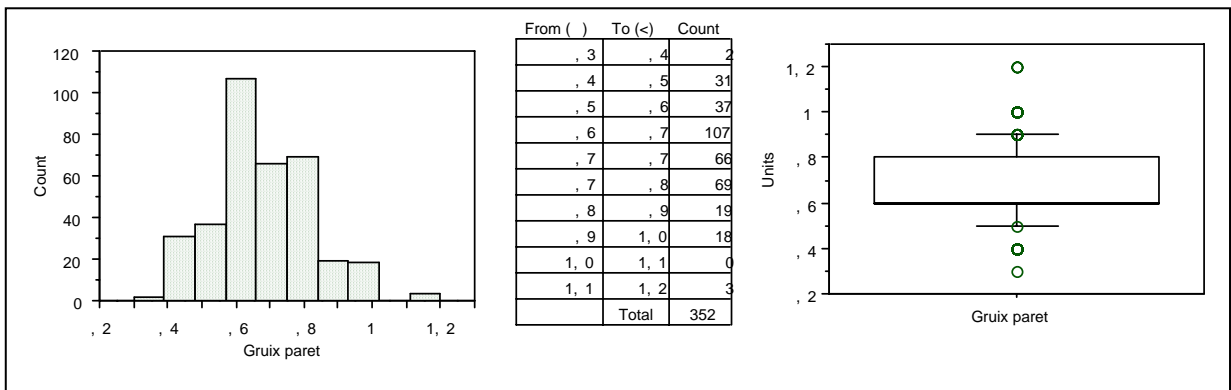 120
100
80
60
40
20
0
Count
, 2 , 4 , 6 , 8 1 1, 2
Gruix paret
From ( ) To (<) Count
, 3 , 4 2
, 4 , 5 31
, 5 , 6 37
, 6 , 7 107
, 7 , 7 66
, 7 , 8 69
, 8 , 9 19
, 9 1, 0 18
1, 0 1, 1 0
1, 1 1, 2 3
Total 352
1, 2
1
, 8
, 6
, 4
, 2
Units
Gruix paret